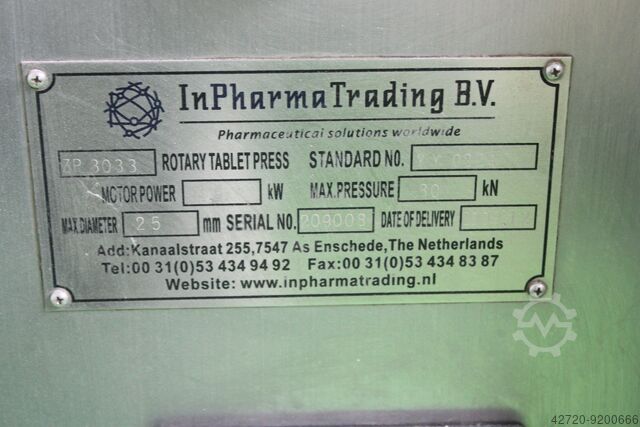 InPharmaTrading B.V.
Pharmaceutical solutions worldwide
ZP 3033 ROTARY TABLET PRESS STANDARD NO.
MOTOR POWER kW MAX.PRESSURE 30 kN
MAX.DIAMETER 25 mm SERIAL NO. 209008 DATE OF DELIVERY
Add:Kanaalstraat 255,7547 As Enschede,The Netherlands
Tel:00 31(0)53 434 94 92 Fax:00 31(0)53 434 83 87
Website: www.inpharmatrading.nl
42720-9200666